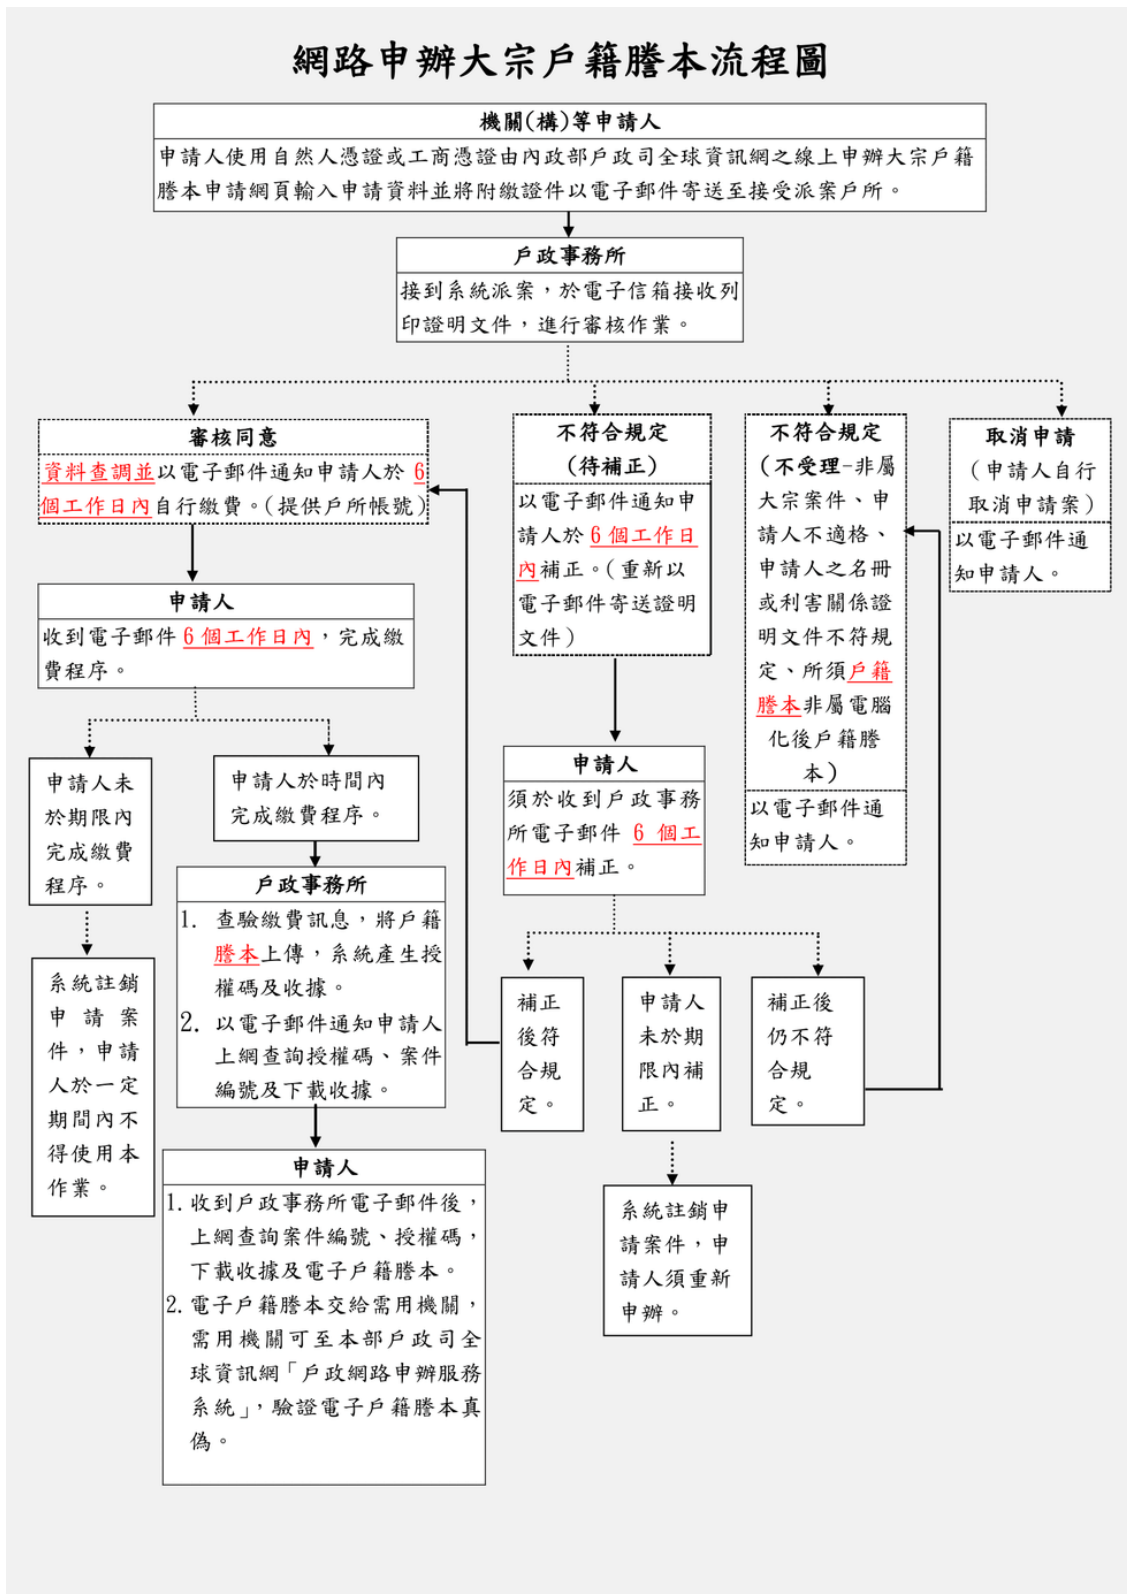 網路申辦大宗戶籍謄本流程圖
機關(構)等申請人
申請人使用自然人憑證或工商憑證由內政部戶政司全球資訊網之線上申辦大宗戶籍
謄本申請網頁輸入申請資料並將附繳證件以電子郵件寄送至接受派案戶所。
戶政事務所
接到系統派案，於電子信箱接收列
印證明文件，進行審核作業。
審核同意
資料查調並以電子郵件通知申請人於 6
個工作日內自行繳費。(提供戶所帳號)
申請人
收到電子郵件 6 個工作日內，完成繳
費程序。
申請人未
於期限內
完成繳費
程序。
系統註銷
申請案
件，申請
人於一定
期間內不
得使用本
作業。
申請人於時間內
完成繳費程序。
戶政事務所
1. 查驗繳費訊息，將戶籍
謄本上傳，系統產生授
權碼及收據。
2. 以電子郵件通知申請人
上網查詢授權碼、案件
編號及下載收據。
申請人
1. 收到戶政事務所電子郵件後，
上網查詢案件編號、授權碼，
下載收據及電子戶籍謄本。
2. 電子戶籍謄本交給需用機關，
需用機關可至本部戶政司全
球資訊網「戶政網路申辦服務
系統」，驗證電子戶籍謄本真
偽。
不符合規定
(待補正)
以電子郵件通知申
請人於 6 個工作日
內補正。(重新以
電子郵件寄送證明
文件)
申請人
須於收到戶政事務
所電子郵件 6 個工
作日內補正。
補正
後符
合規
定。
申請人
未於期
限內補
正。
系統註銷申
請案件，申
請人須重新
申辦。
補正後
仍不符
合規
定。
不符合規定
(不受理-非屬
大宗案件、申
請人不適格、
申請人之名冊
或利害關係證
明文件不符規
定、所須戶籍
謄本非屬電腦
化後戶籍謄
本)
以電子郵件通
知申請人。
取消申請
(申請人自行
取消申請案)
以電子郵件通
知申請人。